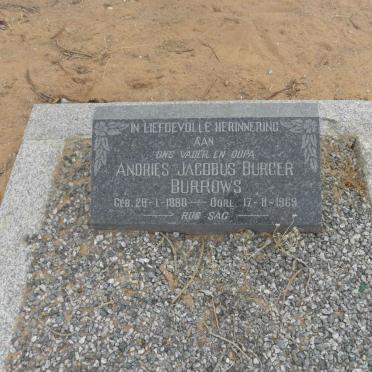 IN LIEFDEVOLLE HERINNERING
AAN
ONS VADER EN OUPA
ANDRIES JACOBUS BURGER
BURROWS
GEB. 28-1-1888 — OORL. 17-11-1969
RUS SAG